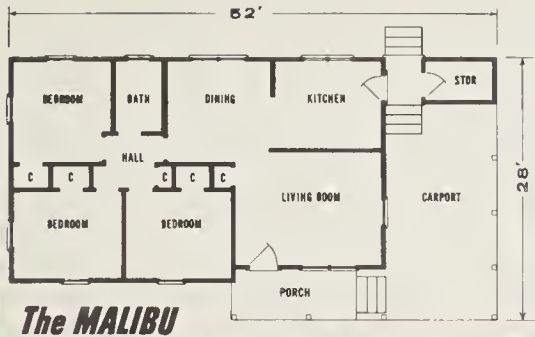 52'
BEDROOM BATH DINING KITCHEN STOR
HALL
C C C C C
28'
LIVING ROOM CARPORT
BEDROOM BEDROOM
PORCH
The MALIBU